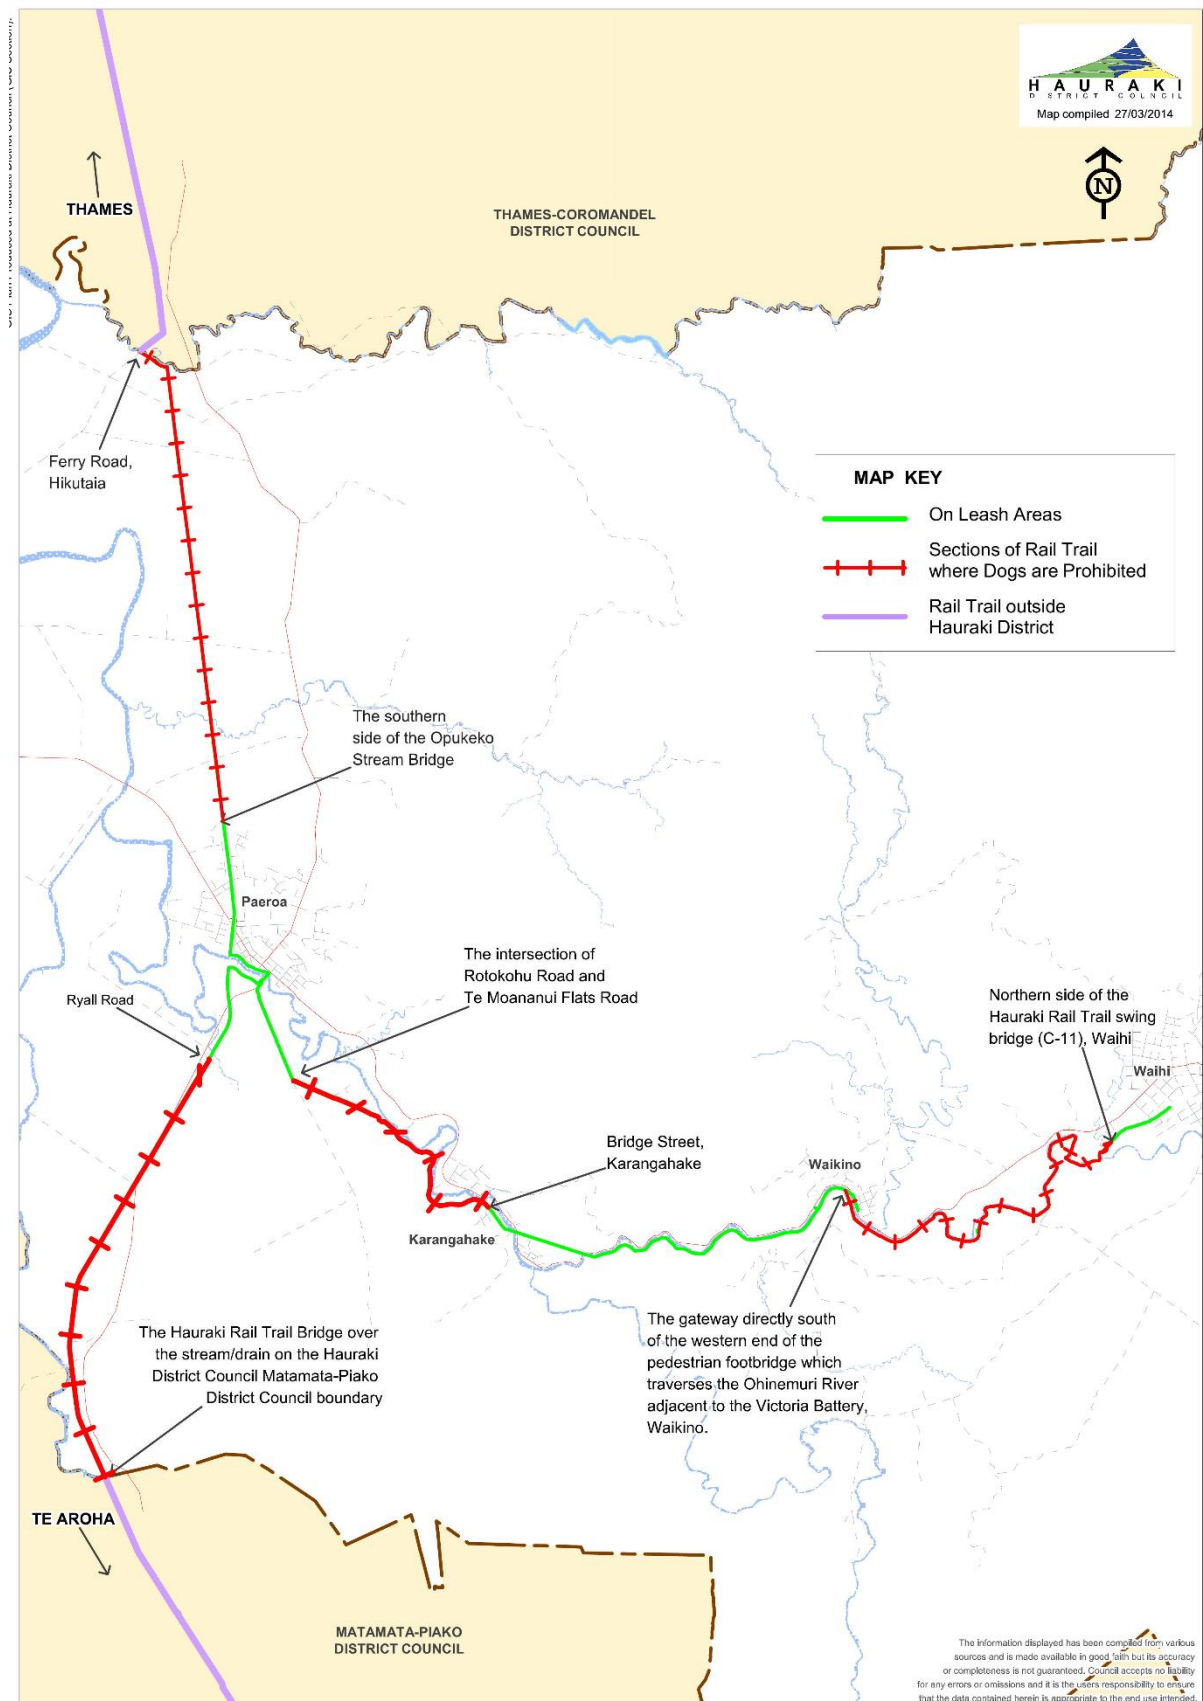 HAURAKI
DISTRICT COUNCIL
Map compiled 27/03/2014
N
THAMES
THAMES-COROMANDEL
DISTRICT COUNCIL
Ferry Road,
Hikutaia
MAP KEY
On Leash Areas
Sections of Rail Trail
where Dogs are Prohibited
Rail Trail outside
Hauraki District
The southern
side of the Opukeko
Stream Bridge
Paeroa
The intersection of
Rotokohu Road and
Te Moananui Flats Road
Ryall Road
Northern side of the
Hauraki Rail Trail swing
bridge (C-11), Waihi
Waihi
Bridge Street,
Karangahake
Waikino
Karangahake
The gateway directly south
of the western end of the
pedestrian footbridge which
traverses the Ohinemuri River
adjacent to the Victoria Battery,
Waikino.
The Hauraki Rail Trail Bridge over
the stream/drain on the Hauraki
District Council Matamata-Piako
District Council boundary
TE AROHA
MATAMATA-PIAKO
DISTRICT COUNCIL
The information displayed has been compiled from various
sources and is made available in good faith but its accuracy
or completeness is not guaranteed. Council accepts no liability
for any errors or omissions and it is the users responsibility to ensure
that the data contained herein is appropriate to the end use intended.